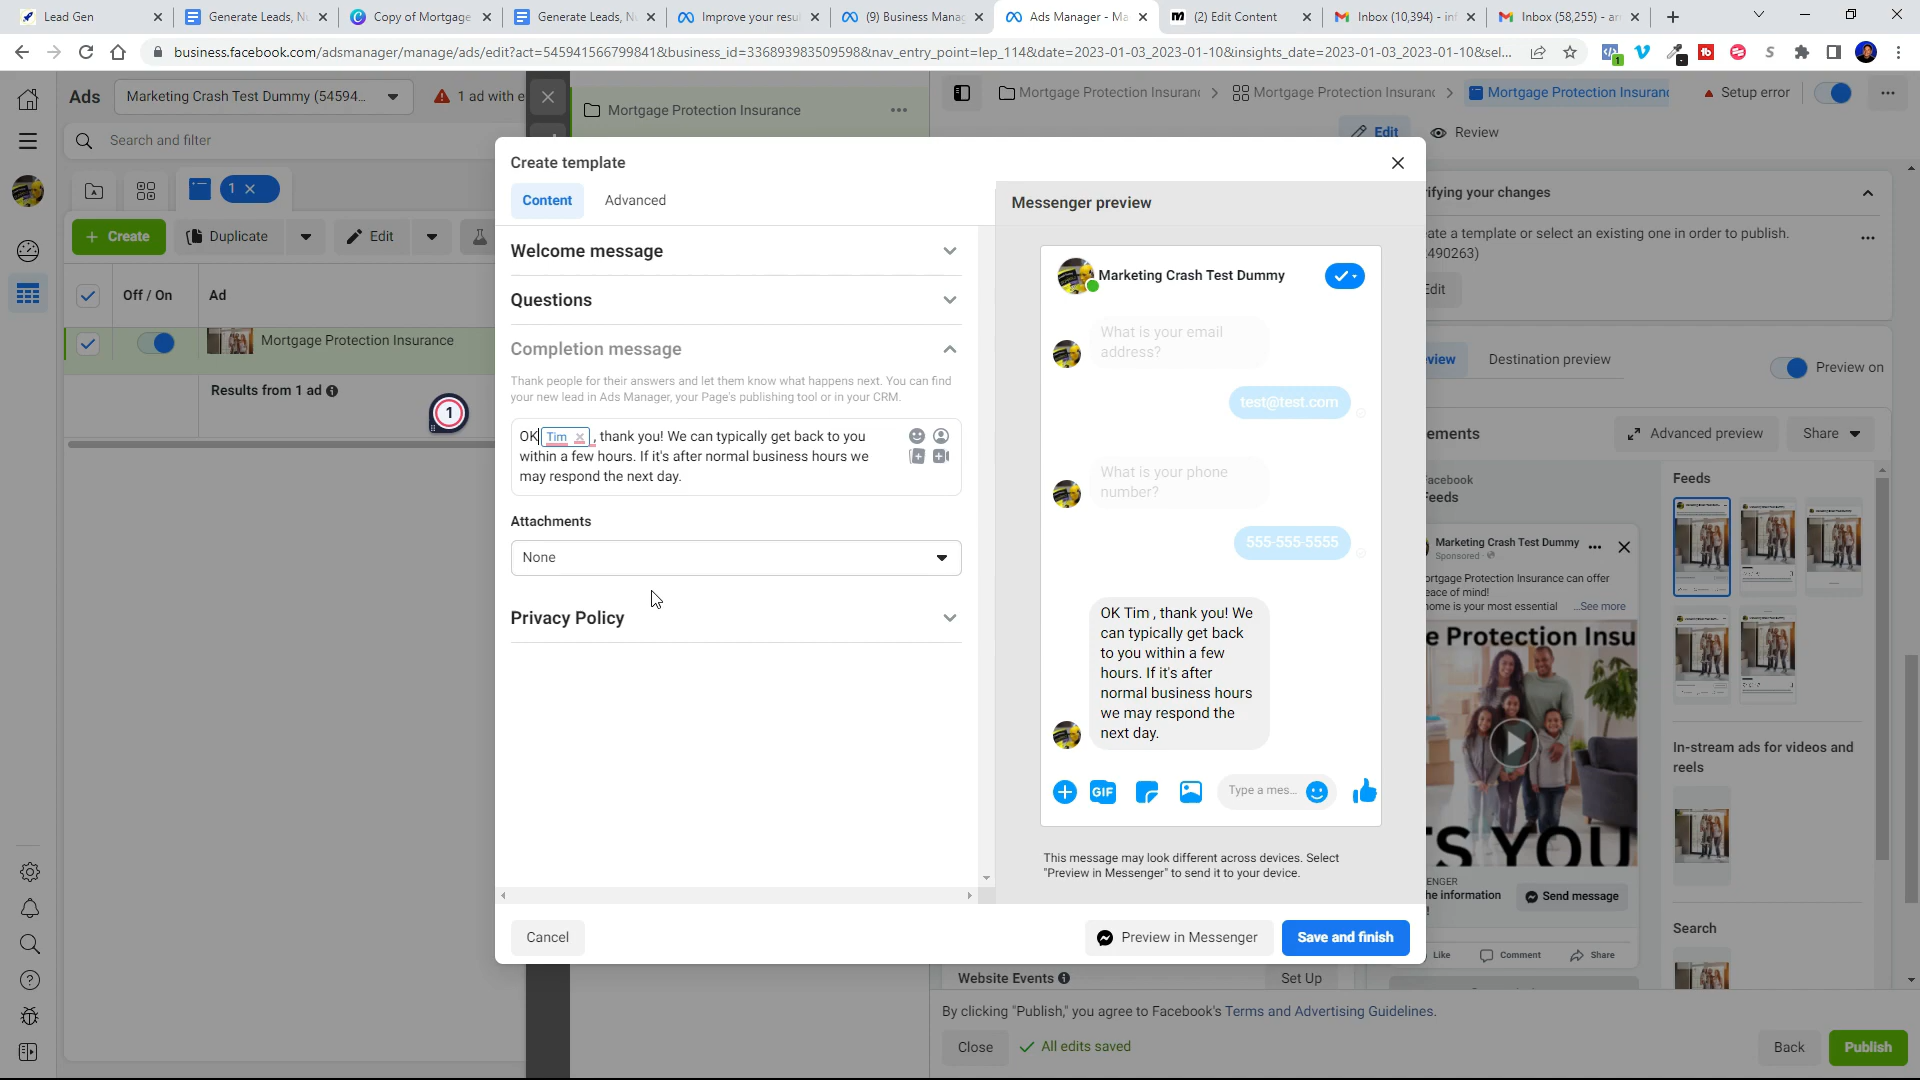 Lead Gen
Generate Leads, Nu
Copy of Mortgage
Generate Leads, Nu
Improve your resul
(9) Business Manag
Ads Manager - Ma
(2) Edit Content
Inbox (10,394) - inf
Inbox (58,255) - an
business.facebook.com/adsmanager/manage/ads/edit?act=545941566799841&business_id=336893983509598&nav_entry_point=lep_114&date=2023-01-03_2023-01-10&insights_date=2023-01-03_2023-01-10&sel...
Ads
Marketing Crash Test Dummy (54594...
1 ad with e
Search and filter
1
Create
Duplicate
Edit
Off / On
Ad
Mortgage Protection Insurance
Results from 1 ad
1
Mortgage Protection Insurance
Mortgage Protection Insuranc
Mortgage Protection Insuranc
Mortgage Protection Insuranc
Setup error
Edit
Review
Create template
Content
Advanced
Welcome message
Questions
Completion message
Thank people for their answers and let them know what happens next. You can find
your new lead in Ads Manager, your Page's publishing tool or in your CRM.
OK Tim , thank you! We can typically get back to you
within a few hours. If it's after normal business hours we
may respond the next day.
Attachments
None
Privacy Policy
Cancel
Messenger preview
Marketing Crash Test Dummy
What is your email
address?
test@test.com
What is your phone
number?
555-555-5555
OK Tim , thank you! We
can typically get back
to you within a few
hours. If it's after
normal business hours
we may respond the
next day.
GIF
Type a mes...
This message may look different across devices. Select
"Preview in Messenger" to send it to your device.
Preview in Messenger
Save and finish
rifying your changes
eate a template or select an existing one in order to publish.
490263)
Edit
view
Destination preview
Preview on
ements
Advanced preview
Share
acebook
eeds
Marketing Crash Test Dummy
Sponsored
ortgage Protection Insurance can offer
eace of mind!
ome is your most essential ...See more
e Protection Insu
TS YOU
ENGER
he information
!
Send message
Like
Comment
Share
Feeds
In-stream ads for videos and
reels
Search
Website Events
Set Up
By clicking "Publish," you agree to Facebook's Terms and Advertising Guidelines.
Close
All edits saved
Back
Publish